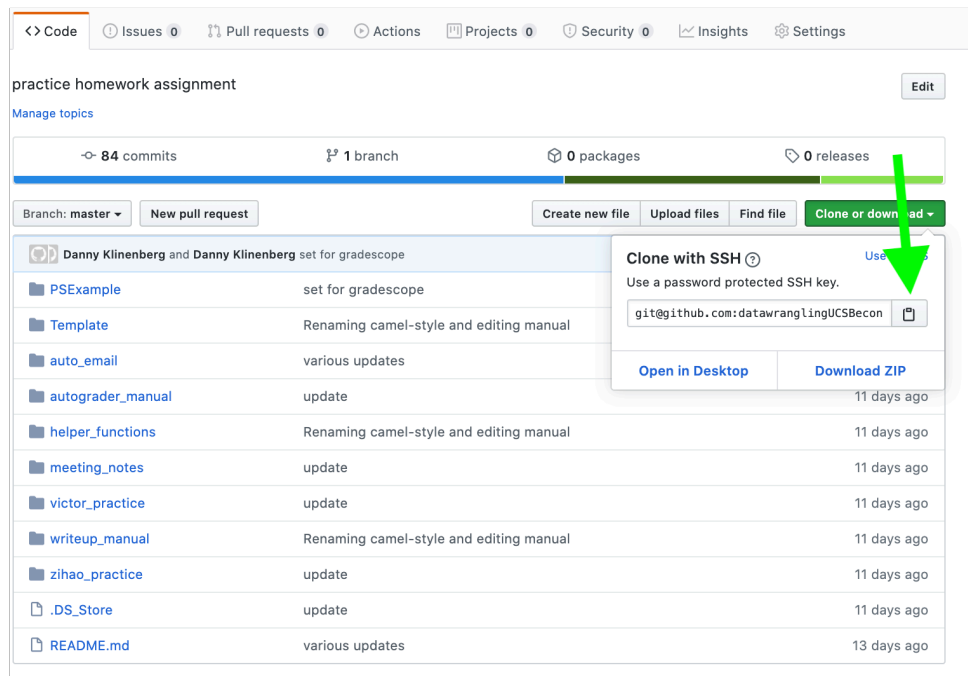 <> Code Issues 0 Pull requests 0 Actions Projects 0 Security 0 Insights Settings
practice homework assignment Edit
Manage topics
84 commits 1 branch 0 packages 0 releases
Branch: master New pull request Create new file Upload files Find file Clone or download
Danny Klinenberg and Danny Klinenberg set for gradescope
Clone with SSH ? Use
Use a password protected SSH key.
git@github.com:datawranglingUCSBecon
Open in Desktop Download ZIP
PSExample set for gradescope
Template Renaming camel-style and editing manual
auto_email various updates
autograder_manual update 11 days ago
helper_functions Renaming camel-style and editing manual 11 days ago
meeting_notes update 11 days ago
victor_practice update 11 days ago
writeup_manual Renaming camel-style and editing manual 11 days ago
zihao_practice update 11 days ago
.DS_Store update 11 days ago
README.md various updates 13 days ago